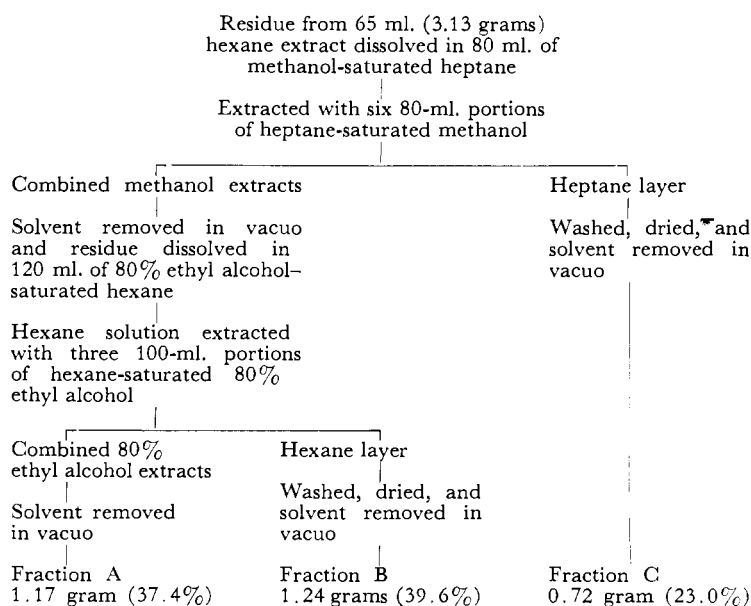 Residue from 65 ml. (3.13 grams)
hexane extract dissolved in 80 ml. of
methanol-saturated heptane
Extracted with six 80-ml. portions
of heptane-saturated methanol
Combined methanol extracts
Solvent removed in vacuo
and residue dissolved in
120 ml. of 80% ethyl alcohol–
saturated hexane
Hexane solution extracted
with three 100-ml. portions
of hexane-saturated 80%
ethyl alcohol
Heptane layer
Washed, dried, and
solvent removed in
vacuo
Combined 80%
ethyl alcohol extracts
Solvent removed
in vacuo
Fraction A
1.17 gram (37.4%)
Hexane layer
Washed, dried, and
solvent removed in
vacuo
Fraction B
1.24 grams (39.6%)
Fraction C
0.72 gram (23.0%)